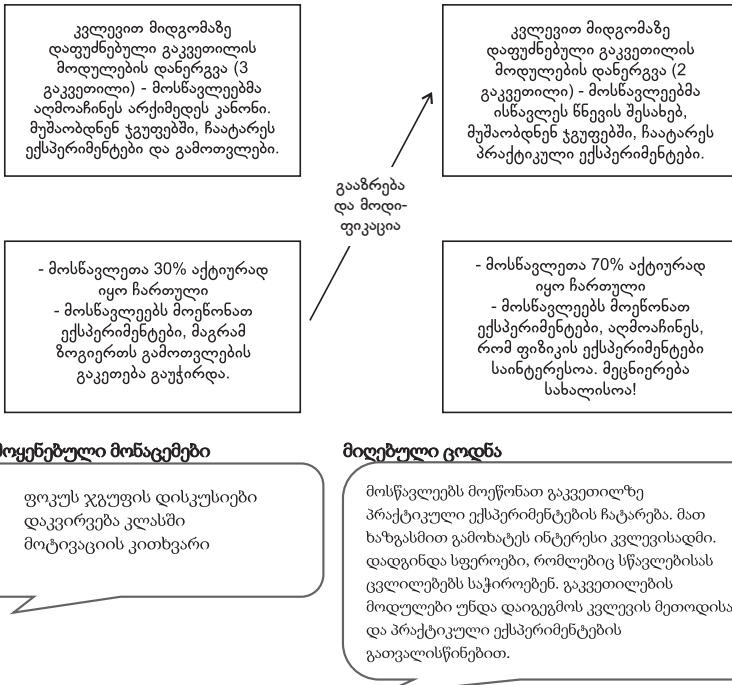 კვლევით მიდგომაზე
დაფუძნებული გაკვეთილის
მოდულების დანერგვა (3
გაკვეთილი) - მოსწავლეებმა
აღმოაჩინეს არქიმედეს კანონი.
მუშაობდნენ ჯგუფებში, ჩაატარეს
ექსპერიმენტები და გამოთვლები.
კვლევით მიდგომაზე
დაფუძნებული გაკვეთილის
მოდულების დანერგვა (2
გაკვეთილი) - მოსწავლეებმა
ისწავლეს წნევის შესახებ,
მუშაობდნენ ჯგუფებში, ჩაატარეს
პრაქტიკული ექსპერიმენტები.
გააზრება
და მოდი-
ფიკაცია
- მოსწავლეთა 30% აქტიურად
იყო ჩართული
- მოსწავლეებს მოეწონათ
ექსპერიმენტები, მაგრამ
ზოგიერთს გამოთვლების
გაკეთება გაუჭირდა.
- მოსწავლეთა 70% აქტიურად
იყო ჩართული
- მოსწავლეებს მოეწონათ
ექსპერიმენტები, აღმოაჩინეს,
რომ ფიზიკის ექსპერიმენტები
საინტერესოა. მეცნიერება
სახალისოა!
მოყენებული მონაცემები
ფოკუს ჯგუფის დისკუსიები
დაკვირვება კლასში
მოტივაციის კითხვარი
მიღებული ცოდნა
მოსწავლეებს მოეწონათ გაკვეთილზე
პრაქტიკული ექსპერიმენტების ჩატარება. მათ
ხაზგასმით გამოხატეს ინტერესი კვლევისადმი.
დადგინდა სფეროები, რომლებიც სწავლებისას
ცვლილებებს საჭიროებენ. გაკვეთილების
მოდულები უნდა დაიგეგმოს კვლევის მეთოდისა
და პრაქტიკული ექსპერიმენტების
გათვალისწინებით.